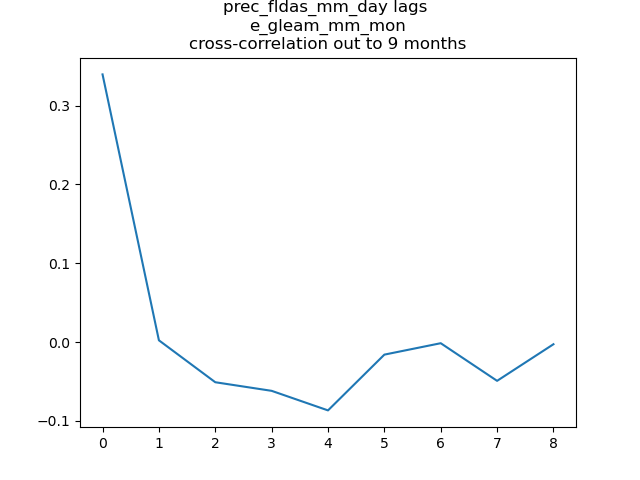 prec_fldas_mm_day lags
e_gleam_mm_mon
cross-correlation out to 9 months
0.3
0.2
0.1
0.0
−0.1
0 1 2 3 4 5 6 7 8